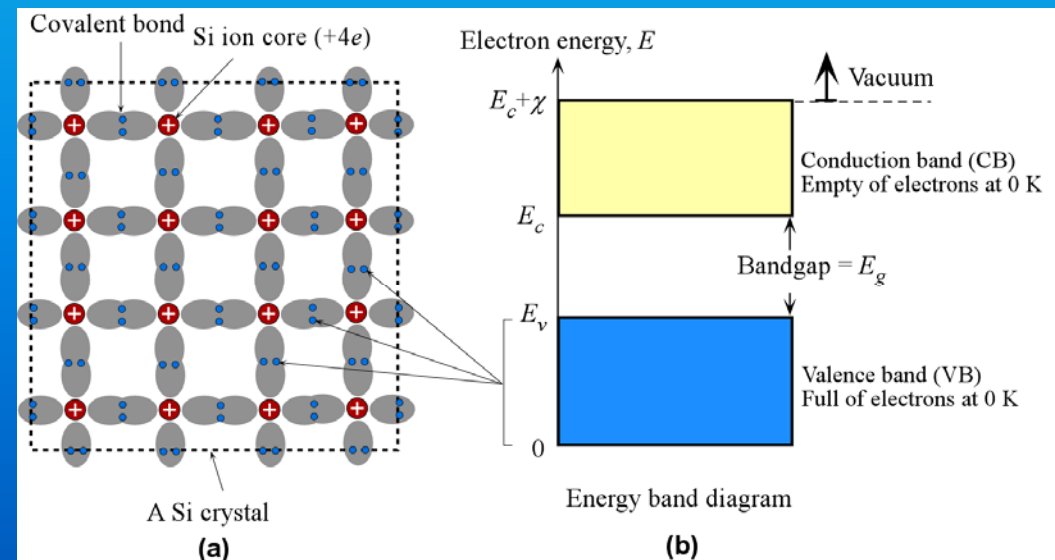 Covalent bond
Si ion core (+4e)
A Si crystal
(a)
Electron energy, E
E_c+χ
Vacuum
Conduction band (CB)
Empty of electrons at 0 K
E_c
Bandgap = E_g
E_v
Valence band (VB)
Full of electrons at 0 K
0
Energy band diagram
(b)